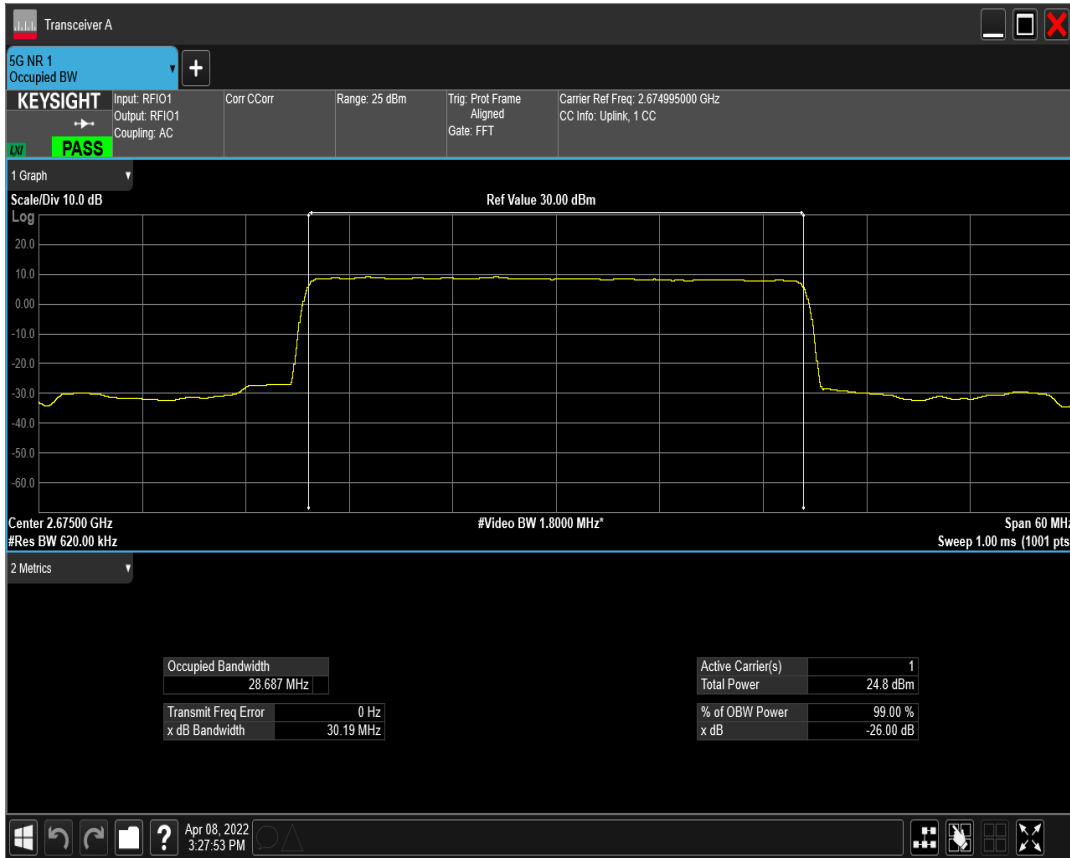 Transceiver A
5G NR 1
Occupied BW
KEYSIGHT
Input: RFIO1
Output: RFIO1
Coupling: AC
Corr CCorr
Range: 25 dBm
Trig: Prot Frame
Aligned
Gate: FFT
Carrier Ref Freq: 2.674995000 GHz
CC Info: Uplink, 1 CC
LXI
PASS
1 Graph
Scale/Div 10.0 dB
Ref Value 30.00 dBm
Log
20.0
10.0
0.00
-10.0
-20.0
-30.0
-40.0
-50.0
-60.0
Center 2.67500 GHz
#Video BW 1.8000 MHz*
Span 60 MHz
#Res BW 620.00 kHz
Sweep 1.00 ms (1001 pts
2 Metrics
Occupied Bandwidth
28.687 MHz
Transmit Freq Error 0 Hz
x dB Bandwidth 30.19 MHz
Active Carrier(s) 1
Total Power 24.8 dBm
% of OBW Power 99.00 %
x dB -26.00 dB
?
Apr 08, 2022
3:27:53 PM